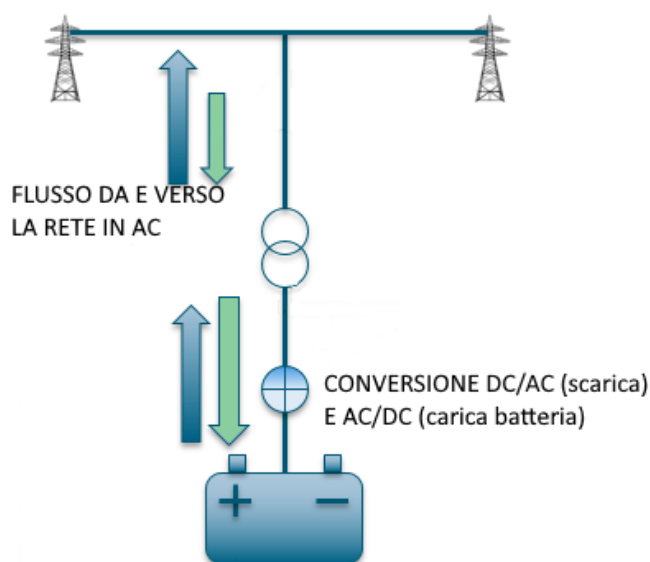 FLUSSO DA E VERSO
LA RETE IN AC
CONVERSIONE DC/AC (scarica)
E AC/DC (carica batteria)
+ −